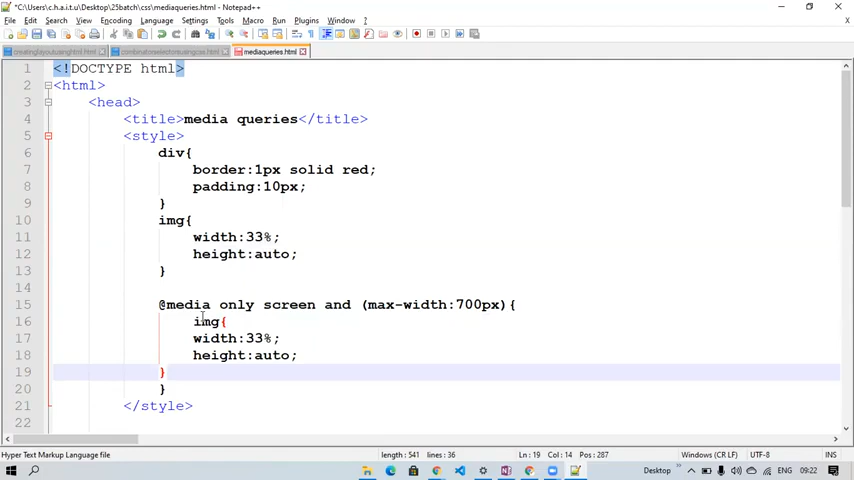 *C:\Users\c.h.a.i.t.u\Desktop\25batch\css\mediaqueries.html - Notepad++
File Edit Search View Encoding Language Settings Tools Macro Run Plugins Window ?
creatinglayoutusinghtml.html combinatorselectorsusingcss.html mediaqueries.html
1 <!DOCTYPE html>
2 <html>
3 <head>
4 <title>media queries</title>
5 <style>
6 div{
7 border:1px solid red;
8 padding:10px;
9 }
10 img{
11 width:33%;
12 height:auto;
13 }
14
15 @media only screen and (max-width:700px){
16 img{
17 width:33%;
18 height:auto;
19 }
20 }
21 </style>
22
Hyper Text Markup Language file length : 541 lines : 36 Ln : 19 Col : 14 Pos : 287 Windows (CR LF) UTF-8 INS
Desktop ENG 09:22